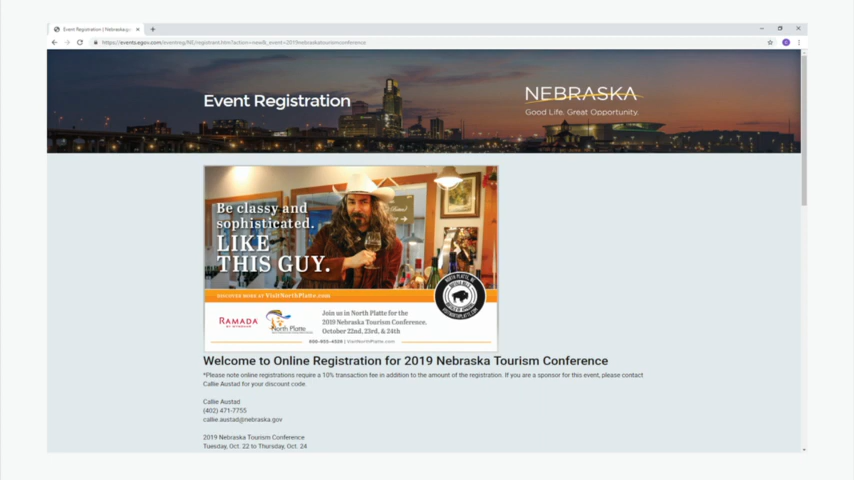 Event Registration | Nebraska.g
https://events.egov.com/eventreg/NE/registrant.htm?action=new&_event=2019nebraskatourismconference
Event Registration
NEBRASKA
Good Life. Great Opportunity.
Be classy and
sophisticated.
LIKE
THIS GUY.
DISCOVER MORE AT VisitNorthPlatte.com
RAMADA
BY WYNDHAM
North Platte
Join us in North Platte for the
2019 Nebraska Tourism Conference.
October 22nd, 23rd, & 24th
VisitNorthPlatte.com
Welcome to Online Registration for 2019 Nebraska Tourism Conference
*Please note online registrations require a 10% transaction fee in addition to the amount of the registration. If you are a sponsor for this event, please contact
Callie Austad for your discount code.
Callie Austad
(402) 471-7755
callie.austad@nebraska.gov
2019 Nebraska Tourism Conference
Tuesday, Oct. 22 to Thursday, Oct. 24